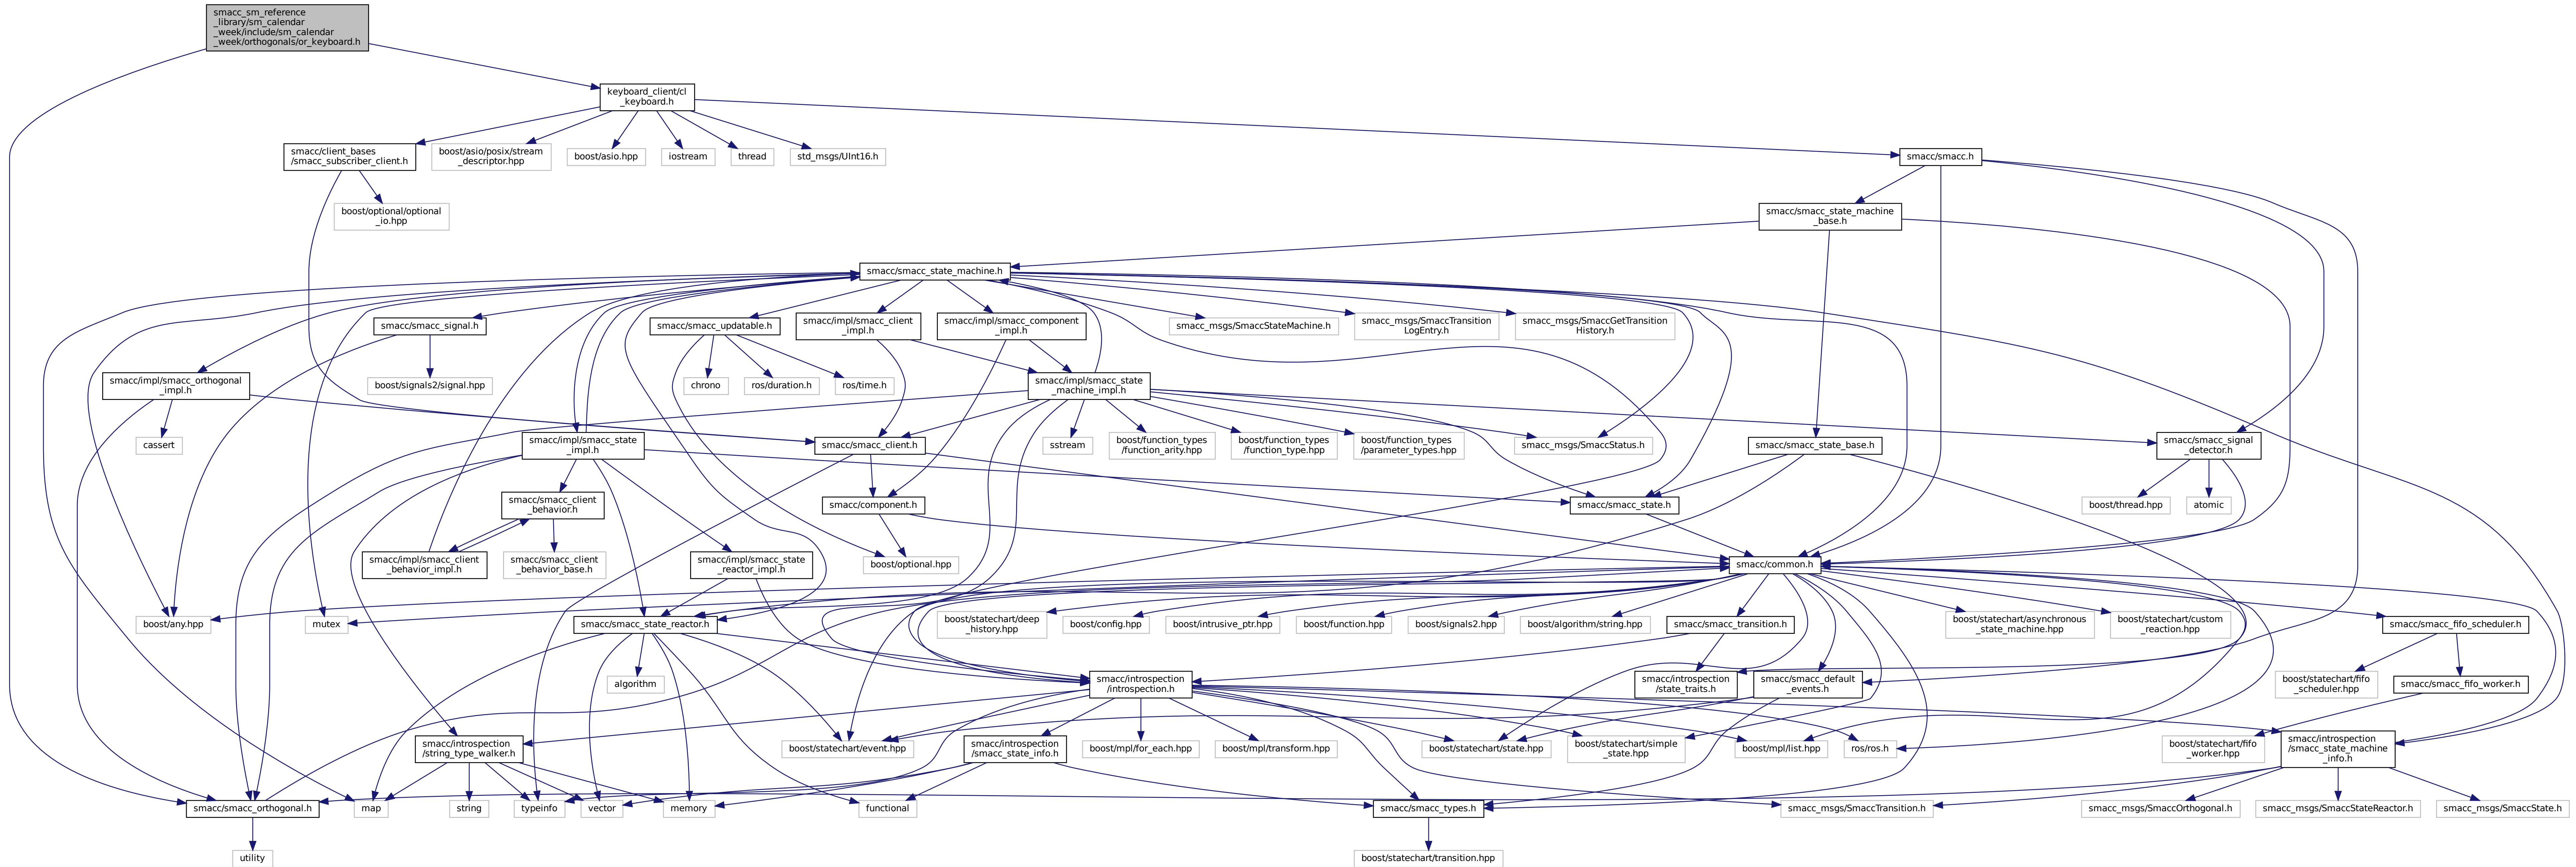 smacc_sm_reference
_library/sm_calendar
_week/include/sm_calendar
_week/orthogonals/or_keyboard.h
keyboard_client/cl
_keyboard.h
smacc/client_bases
/smacc_subscriber_client.h
boost/asio/posix/stream
_descriptor.hpp
boost/asio.hpp
iostream
thread
std_msgs/UInt16.h
smacc/smacc.h
boost/optional/optional
_io.hpp
smacc/smacc_state_machine
_base.h
smacc/smacc_state_machine.h
smacc/smacc_signal.h
smacc/smacc_updatable.h
smacc/impl/smacc_client
_impl.h
smacc/impl/smacc_component
_impl.h
smacc_msgs/SmaccStateMachine.h
smacc_msgs/SmaccTransition
LogEntry.h
smacc_msgs/SmaccGetTransition
History.h
smacc/impl/smacc_orthogonal
_impl.h
boost/signals2/signal.hpp
chrono
ros/duration.h
ros/time.h
smacc/impl/smacc_state
_machine_impl.h
cassert
smacc/impl/smacc_state
_impl.h
smacc/smacc_client.h
sstream
boost/function_types
/function_arity.hpp
boost/function_types
/function_type.hpp
boost/function_types
/parameter_types.hpp
smacc_msgs/SmaccStatus.h
smacc/smacc_state_base.h
smacc/smacc_signal
_detector.h
smacc/smacc_client
_behavior.h
smacc/component.h
smacc/smacc_state.h
boost/thread.hpp
atomic
smacc/impl/smacc_client
_behavior_impl.h
smacc/smacc_client
_behavior_base.h
smacc/impl/smacc_state
_reactor_impl.h
boost/optional.hpp
smacc/common.h
boost/any.hpp
mutex
smacc/smacc_state_reactor.h
boost/statechart/deep
_history.hpp
boost/config.hpp
boost/intrusive_ptr.hpp
boost/function.hpp
boost/signals2.hpp
boost/algorithm/string.hpp
smacc/smacc_transition.h
boost/statechart/asynchronous
_state_machine.hpp
boost/statechart/custom
_reaction.hpp
smacc/smacc_fifo_scheduler.h
algorithm
smacc/introspection
/introspection.h
smacc/introspection
/state_traits.h
smacc/smacc_default
_events.h
boost/statechart/fifo
_scheduler.hpp
smacc/smacc_fifo_worker.h
smacc/introspection
/string_type_walker.h
boost/statechart/event.hpp
smacc/introspection
/smacc_state_info.h
boost/mpl/for_each.hpp
boost/mpl/transform.hpp
boost/statechart/state.hpp
boost/statechart/simple
_state.hpp
boost/mpl/list.hpp
ros/ros.h
boost/statechart/fifo
_worker.hpp
smacc/introspection
/smacc_state_machine
_info.h
smacc/smacc_orthogonal.h
map
string
typeinfo
vector
memory
functional
smacc/smacc_types.h
smacc_msgs/SmaccTransition.h
smacc_msgs/SmaccOrthogonal.h
smacc_msgs/SmaccStateReactor.h
smacc_msgs/SmaccState.h
utility
boost/statechart/transition.hpp